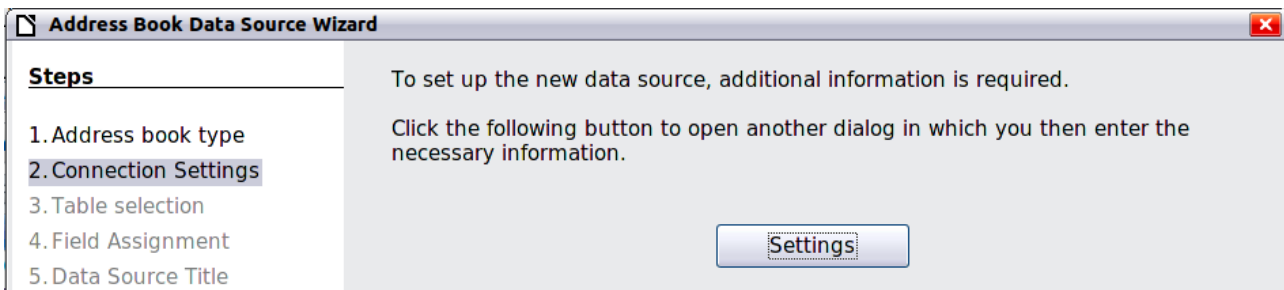 Address Book Data Source Wizard
Steps
1. Address book type
2. Connection Settings
3. Table selection
4. Field Assignment
5. Data Source Title
To set up the new data source, additional information is required.
Click the following button to open another dialog in which you then enter the
necessary information.
Settings